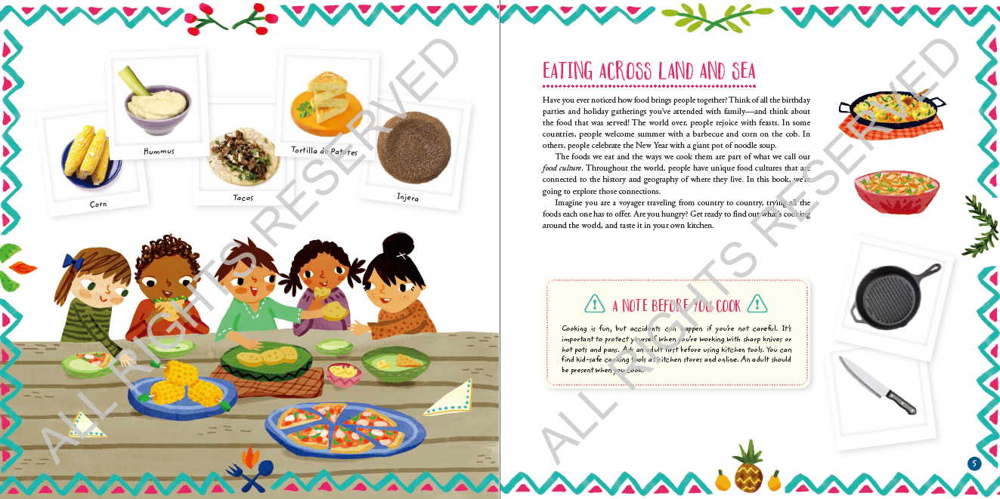 Hummus
Tortilla de Patates
Corn
Tacos
Injera
ALL RIGHTS RESERVED
EATING ACROSS LAND AND SEA
Have you ever noticed how food brings people together? Think of all the birthday
parties and holiday gatherings you've attended with family—and think about
the food that was served! The world over, people rejoice with feasts. In some
countries, people welcome summer with a barbecue and corn on the cob. In
others, people celebrate the New Year with a giant pot of noodle soup.
The foods we eat and the ways we cook them are part of what we call our
food culture. Throughout the world, people have unique food cultures that are
connected to the history and geography of where they live. In this book, we're
going to explore those connections.
Imagine you are a voyager traveling from country to country, trying all the
foods each one has to offer. Are you hungry? Get ready to find out what's cooking
around the world, and taste it in your own kitchen.
A NOTE BEFORE YOU COOK
Cooking is fun, but accidents can happen if you're not careful. It's
important to protect yourself when you're working with sharp knives or
hot pots and pans. Ask an adult first before using kitchen tools. You can
find kid-safe cooking tools at kitchen stores and online. An adult should
be present when you cook.
ALL RIGHTS RESERVED
5